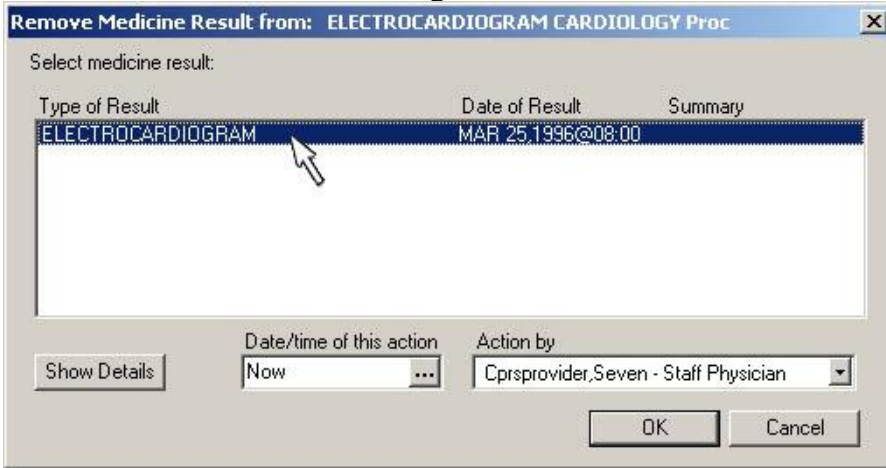 Remove Medicine Result from: ELECTROCARDIOGRAM CARDIOLOGY Proc
Select medicine result:
Type of Result Date of Result Summary
ELECTROCARDIOGRAM MAR 25,1996@08:00
Date/time of this action Action by
Show Details Now ... Cprsprovider,Seven - Staff Physician
OK Cancel